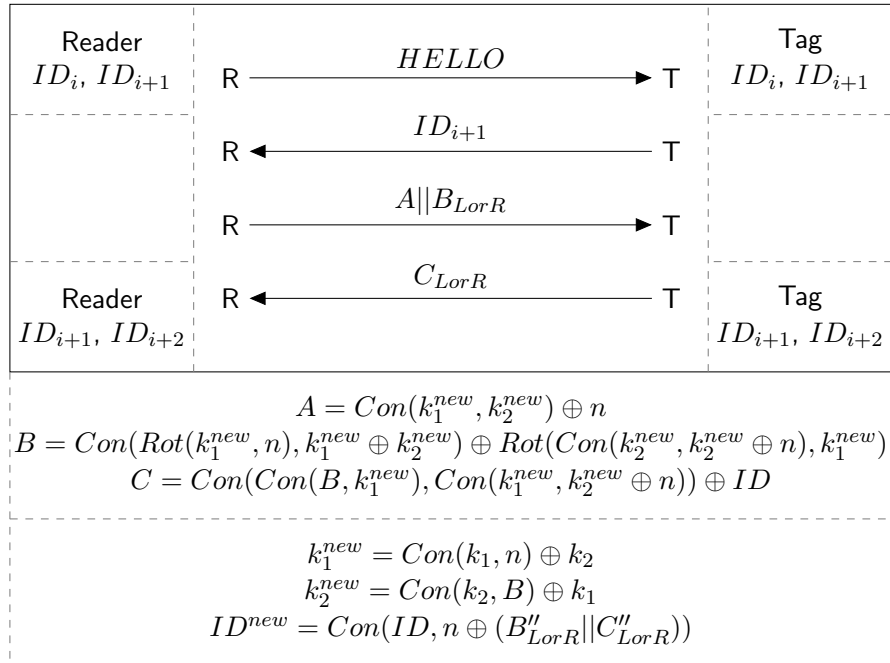 Reader
ID_i, ID_{i+1}
R HELLO T
Tag
ID_i, ID_{i+1}
R ID_{i+1} T
R A||B_{LorR} T
Reader
ID_{i+1}, ID_{i+2}
R C_{LorR} T
Tag
ID_{i+1}, ID_{i+2}
A = Con(k_1^{new}, k_2^{new}) ⊕ n
B = Con(Rot(k_1^{new}, n), k_1^{new} ⊕ k_2^{new}) ⊕ Rot(Con(k_2^{new}, k_2^{new} ⊕ n), k_1^{new})
C = Con(Con(B, k_1^{new}), Con(k_1^{new}, k_2^{new} ⊕ n)) ⊕ ID
k_1^{new} = Con(k_1, n) ⊕ k_2
k_2^{new} = Con(k_2, B) ⊕ k_1
ID^{new} = Con(ID, n ⊕ (B''_{LorR}||C''_{LorR}))